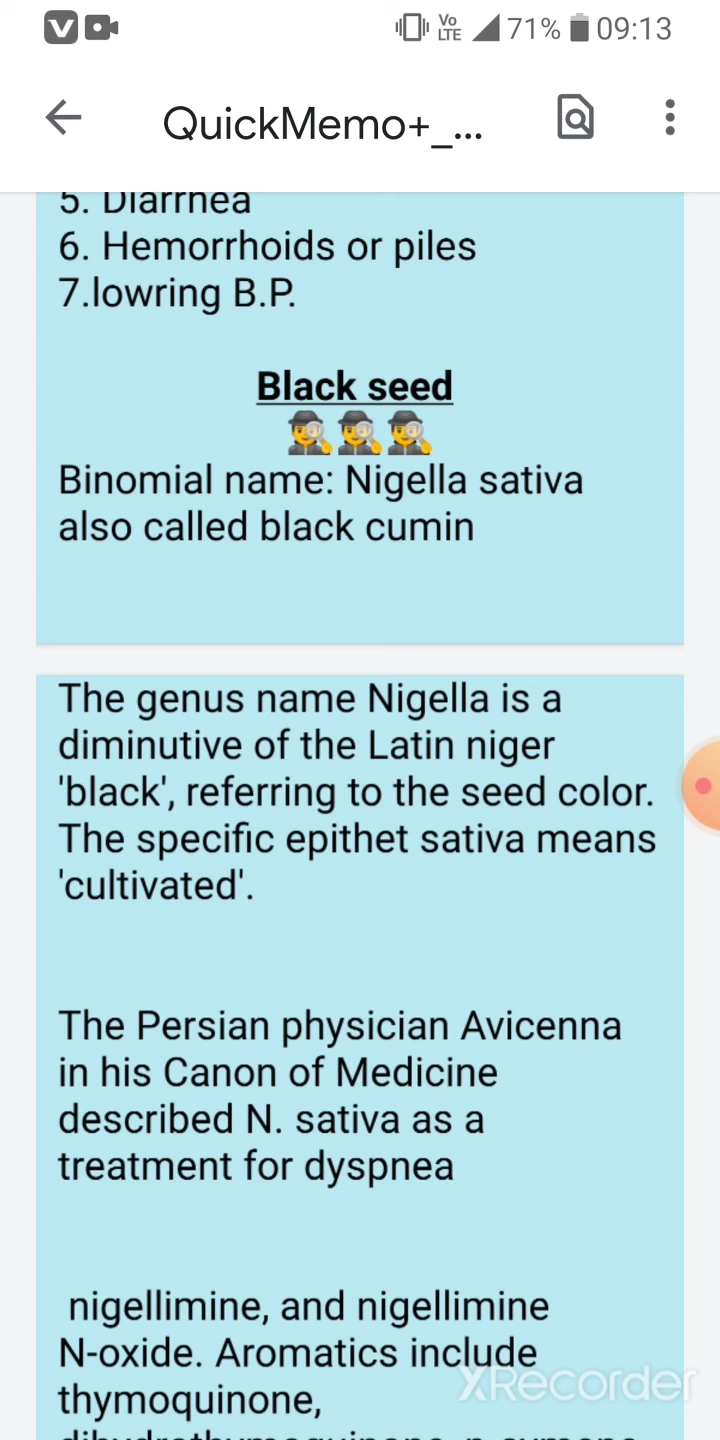 Vo
LTE
71%
09:13
QuickMemo+_...
5. Diarrhea
6. Hemorrhoids or piles
7.lowring B.P.
Black seed
Binomial name: Nigella sativa
also called black cumin
The genus name Nigella is a
diminutive of the Latin niger
'black', referring to the seed color.
The specific epithet sativa means
'cultivated'.
The Persian physician Avicenna
in his Canon of Medicine
described N. sativa as a
treatment for dyspnea
nigellimine, and nigellimine
N-oxide. Aromatics include
thymoquinone,
XRecorder